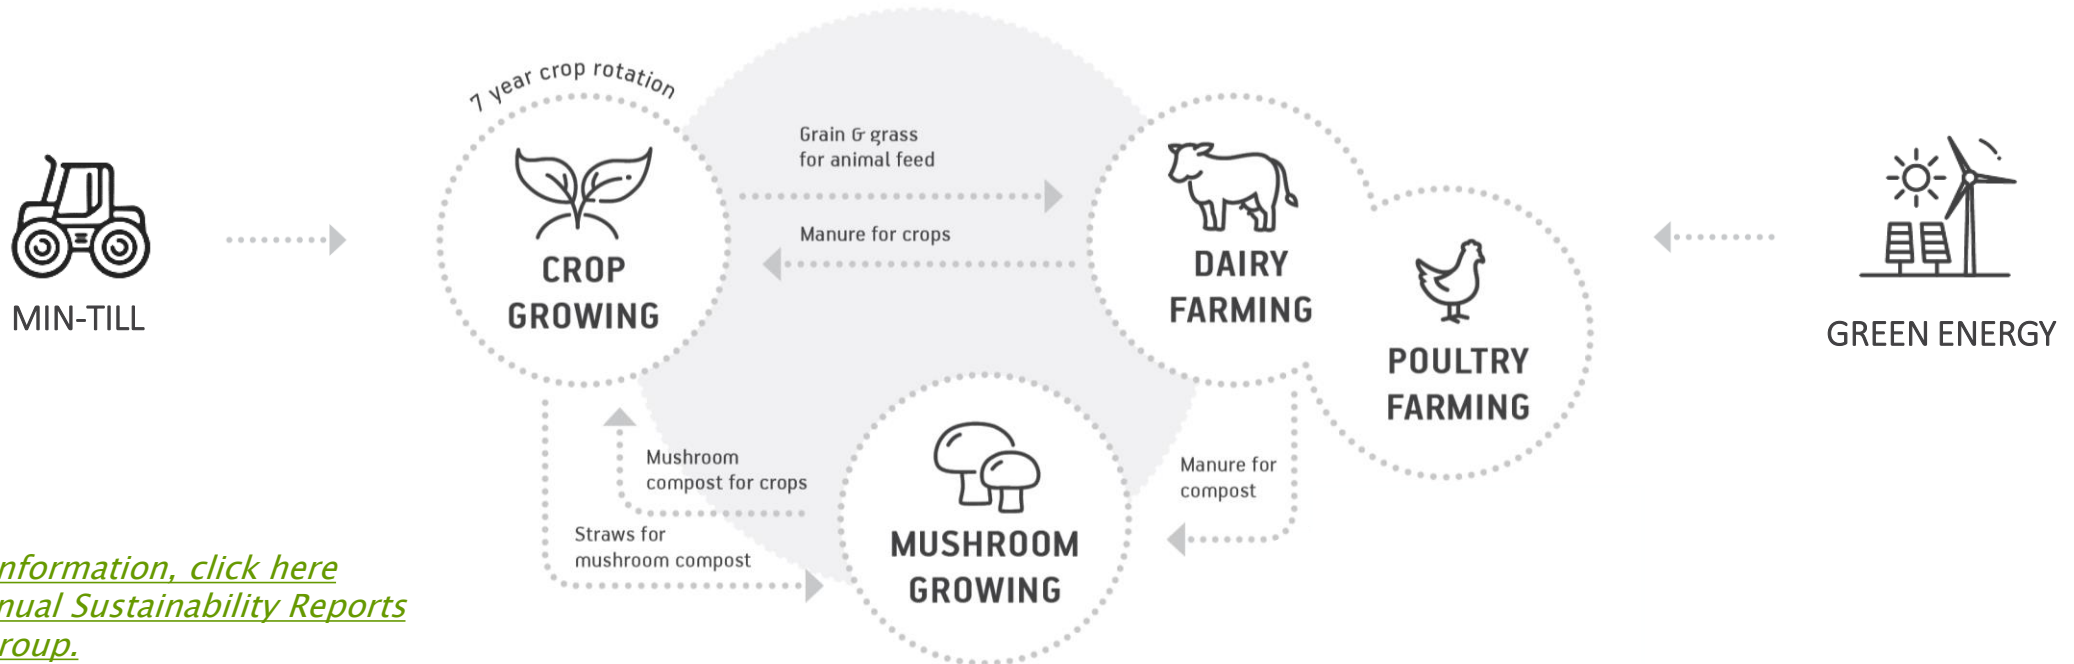 7 year crop rotation
MIN-TILL
CROP
GROWING
Grain & grass
for animal feed
Manure for crops
DAIRY
FARMING
POULTRY
FARMING
GREEN ENERGY
Mushroom
compost for crops
Straws for
mushroom compost
MUSHROOM
GROWING
Manure for
compost
nformation, click here
nual Sustainability Reports
roup.